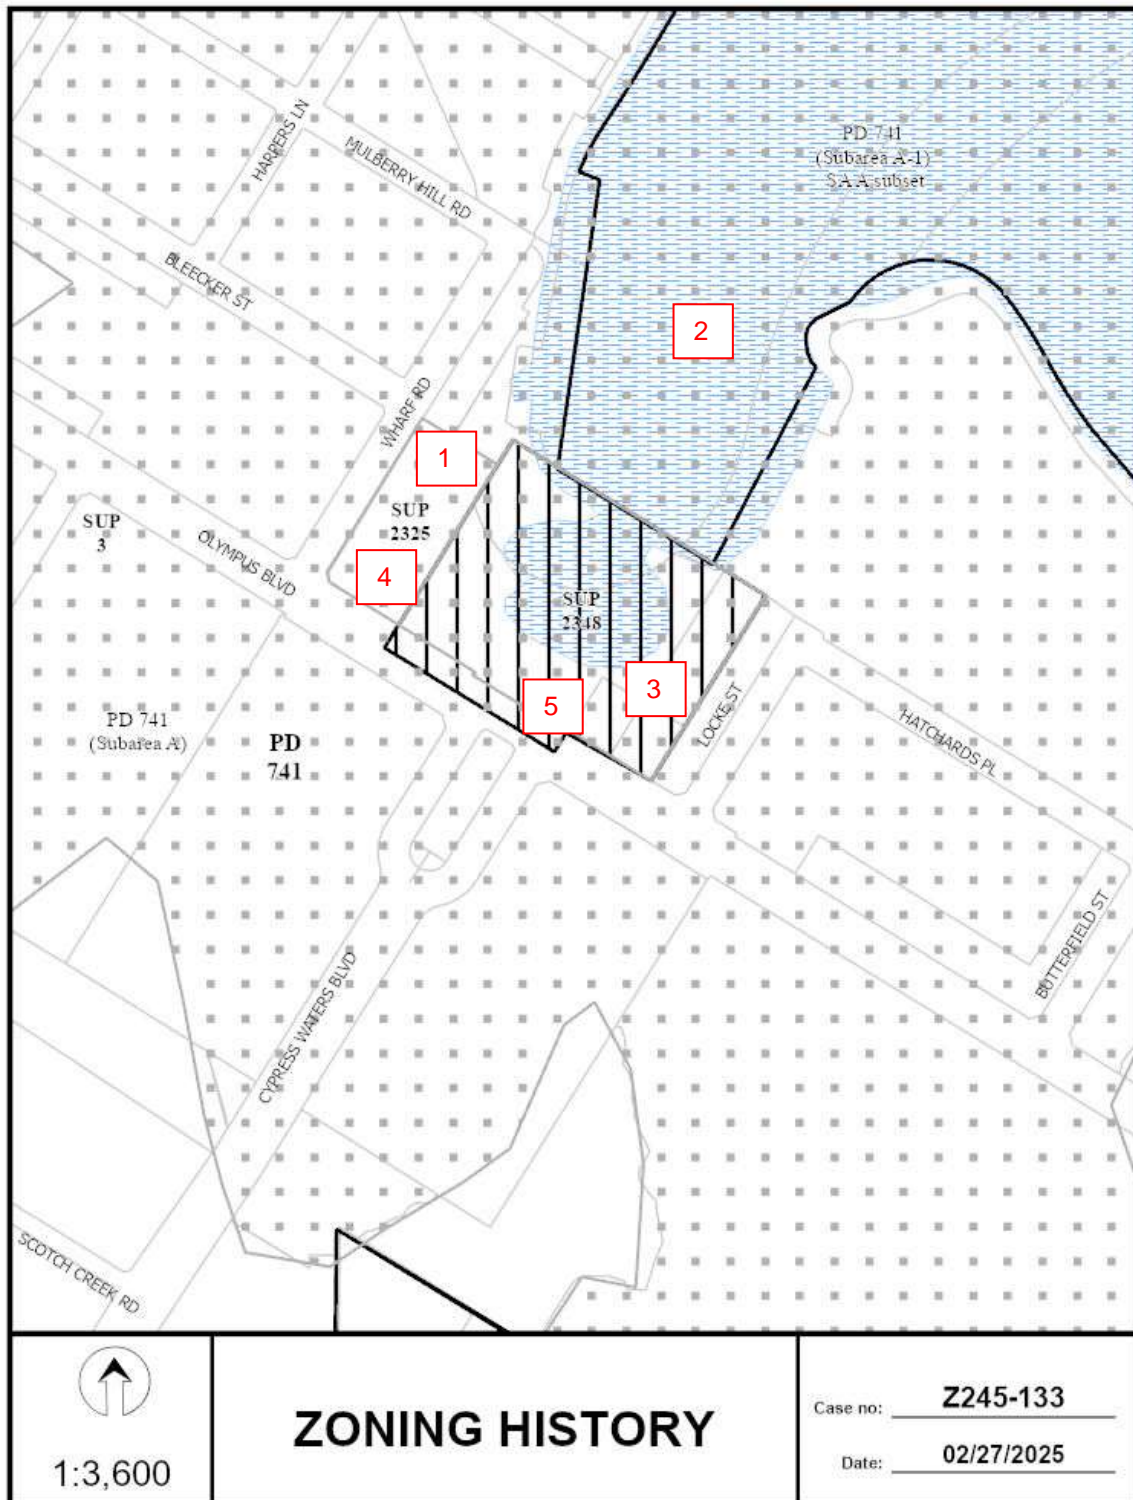 HARPERS LN
MULBERRY HILL RD
PD 741
(Subarea A-1)
SAA subset
BLEECKER ST
2
WHARF RD
1
SUP
2325
SUP
3
OLYMPUS BLVD
4
SUP
2348
3
5
LOCKE ST
HATCHARDS PL
PD 741
(Subarea A)
PD
741
BUTTERFIELD ST
CYPRESS WATERS BLVD
SCOTCH CREEK RD
1:3,600
ZONING HISTORY
Case no: Z245-133
Date: 02/27/2025